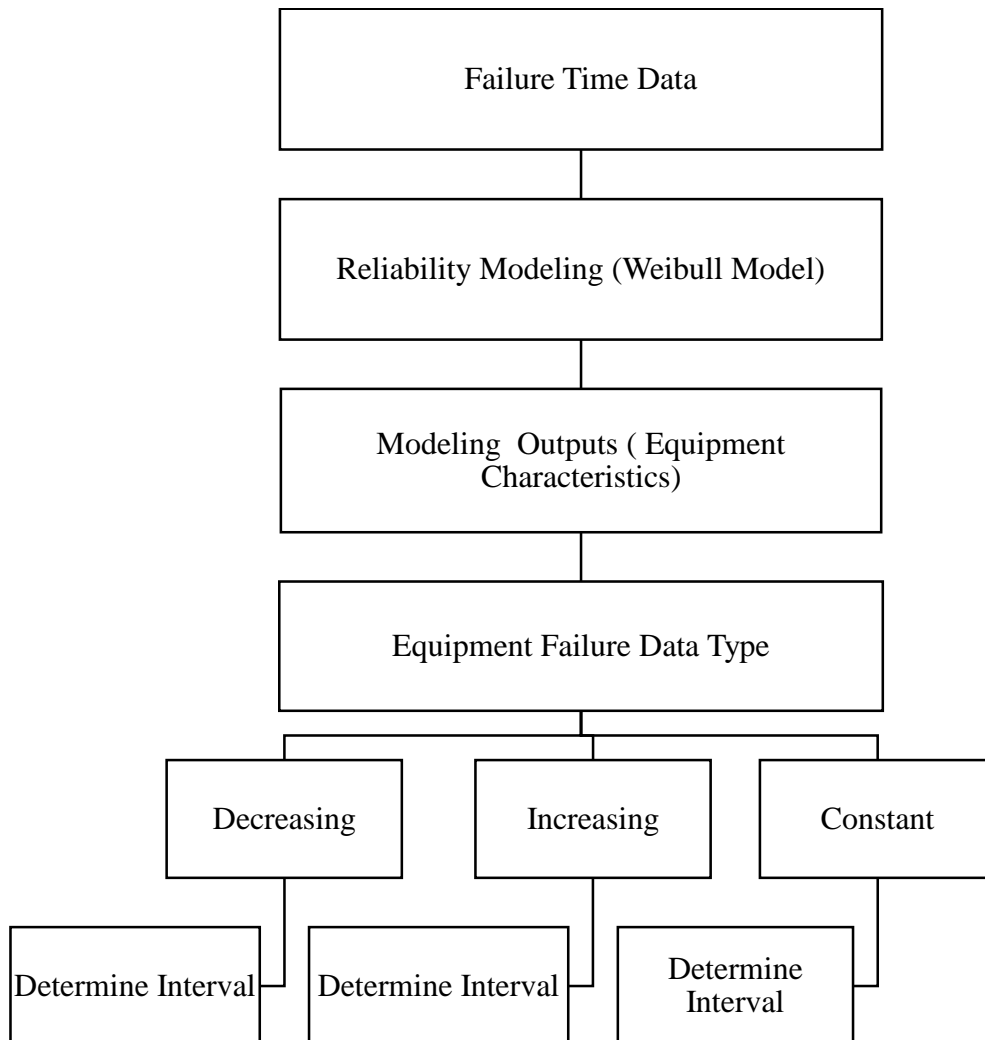 Failure Time Data
Reliability Modeling (Weibull Model)
Modeling  Outputs ( Equipment
Characteristics)
Equipment Failure Data Type
Decreasing
Increasing
Constant
Determine Interval
Determine Interval
Determine
Interval